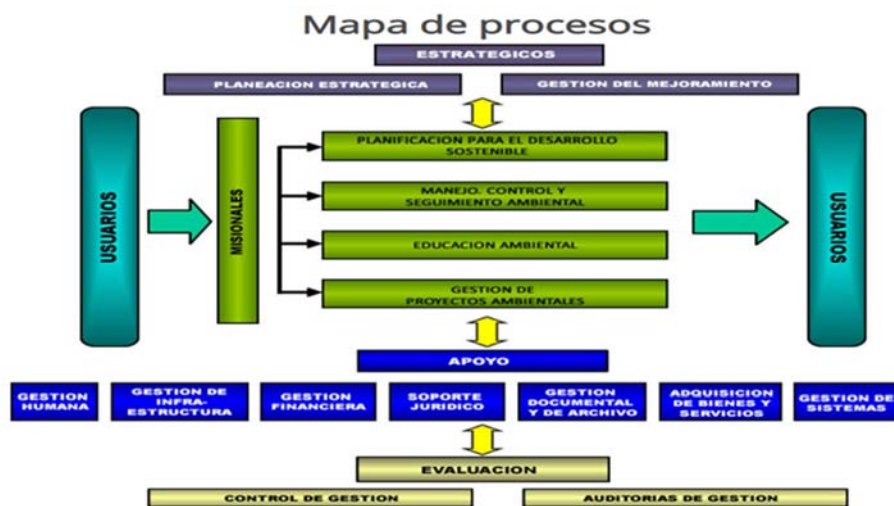 Mapa de procesos
ESTRATEGICOS
PLANEACION ESTRATEGICA
GESTION DEL MEJORAMIENTO
USUARIOS
MISIONALES
PLANIFICACION PARA EL DESARROLLO
SOSTENIBLE
MANEJO. CONTROL Y
SEGUIMIENTO AMBIENTAL
EDUCACION AMBIENTAL
GESTION DE
PROYECTOS AMBIENTALES
USUARIOS
APOYO
GESTION
HUMANA
GESTION DE
INFRA-
ESTRUCTURA
GESTION
FINANCIERA
SOPORTE
JURIDICO
GESTION
DOCUMENTAL
Y DE ARCHIVO
ADQUISICION
DE BIENES Y
SERVICIOS
GESTION DE
SISTEMAS
EVALUACION
CONTROL DE GESTION
AUDITORIAS DE GESTION